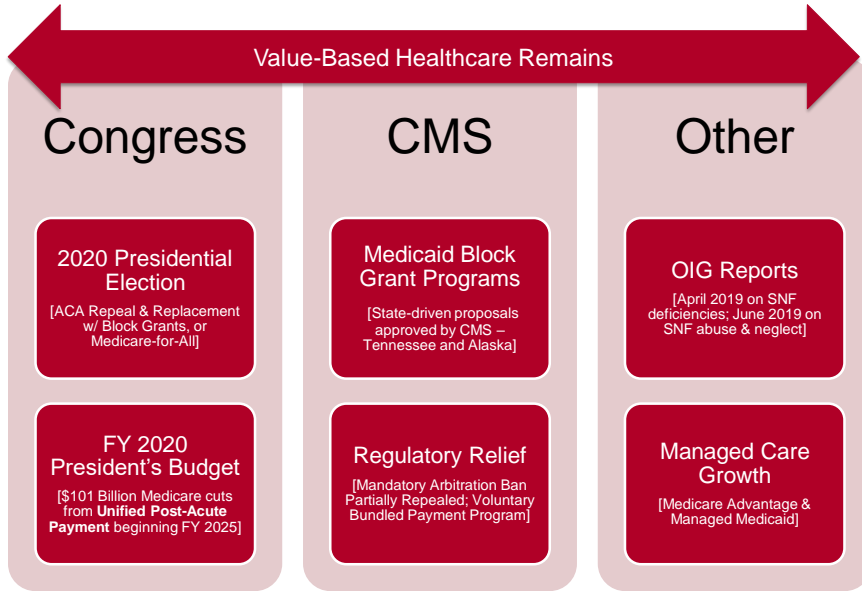 Value-Based Healthcare Remains
Congress
2020 Presidential
Election
[ACA Repeal & Replacement
w/ Block Grants, or
Medicare-for-All]
FY 2020
President’s Budget
[$101 Billion Medicare cuts
from Unified Post-Acute
Payment beginning FY 2025]
CMS
Medicaid Block
Grant Programs
[State-driven proposals
approved by CMS –
Tennessee and Alaska]
Regulatory Relief
[Mandatory Arbitration Ban
Partially Repealed; Voluntary
Bundled Payment Program]
Other
OIG Reports
[April 2019 on SNF
deficiencies; June 2019 on
SNF abuse & neglect]
Managed Care
Growth
[Medicare Advantage &
Managed Medicaid]